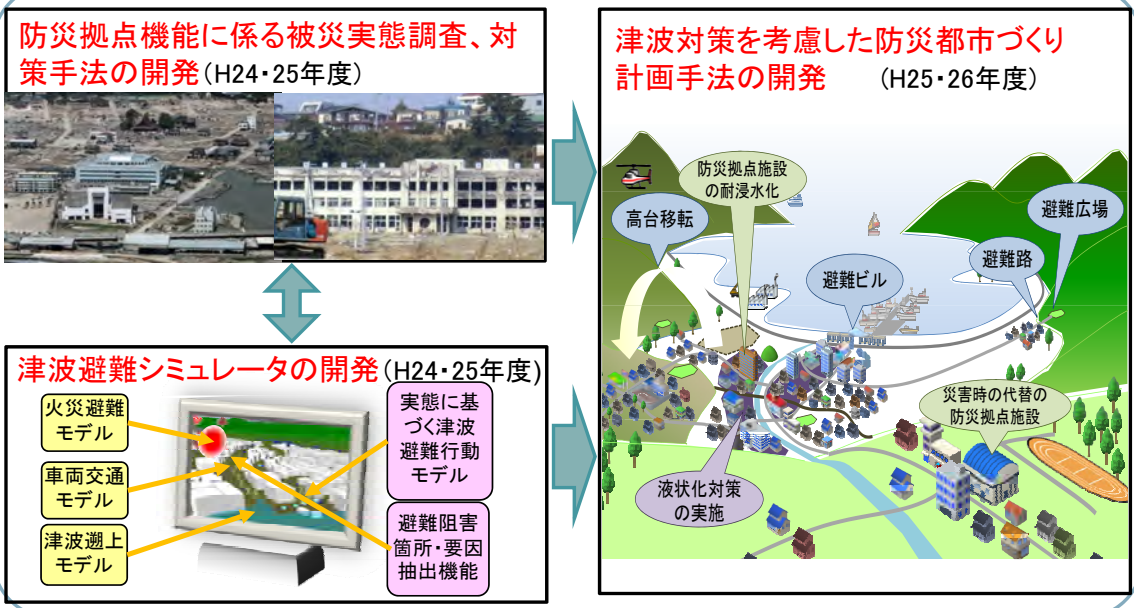 防災拠点機能に係る被災実態調査、対
策手法の開発(H24・25年度)
津波避難シミュレータの開発(H24・25年度)
火災避難
モデル
車両交通
モデル
津波遡上
モデル
実態に基
づく津波
避難行動
モデル
避難阻害
箇所・要因
抽出機能
津波対策を考慮した防災都市づくり
計画手法の開発 (H25・26年度)
防災拠点施設
の耐浸水化
高台移転
避難広場
避難路
避難ビル
災害時の代替の
防災拠点施設
液状化対策
の実施